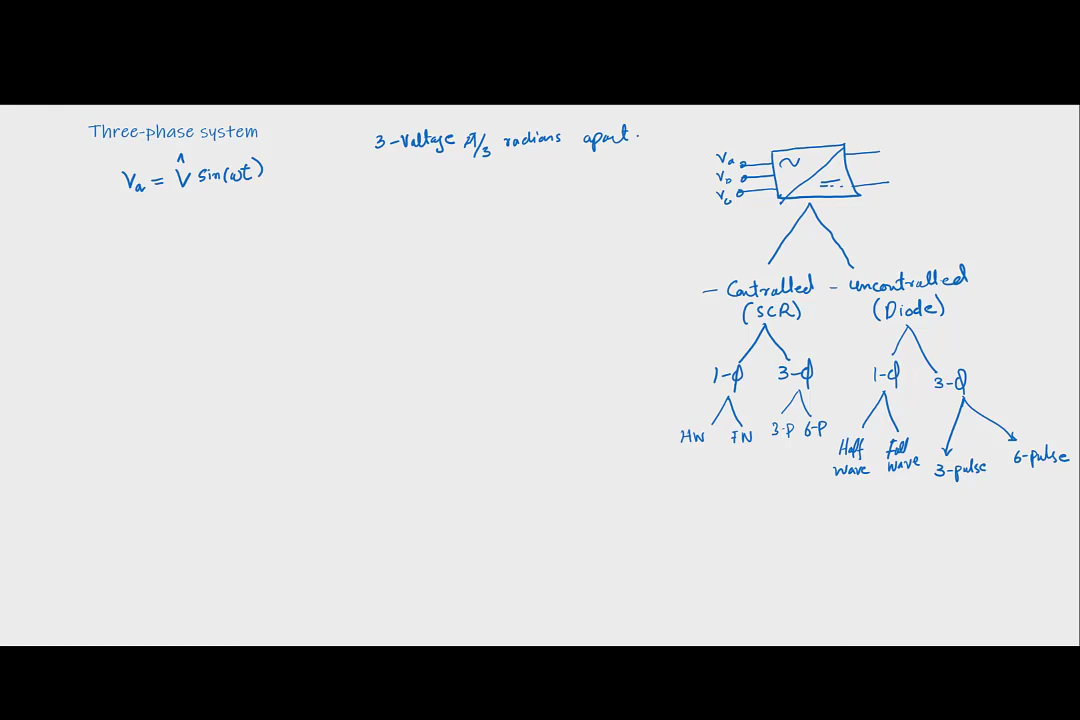 Three-phase system
3-Voltage 2π/3 radians apart.
Va = V̂ sin(ωt)
Va
Vb
Vc
- Controlled - uncontrolled
(SCR) (Diode)
1-ϕ 3-ϕ 1-ϕ 3-ϕ
HW FW 3-P 6-P Half wave Full wave 3-pulse 6-pulse